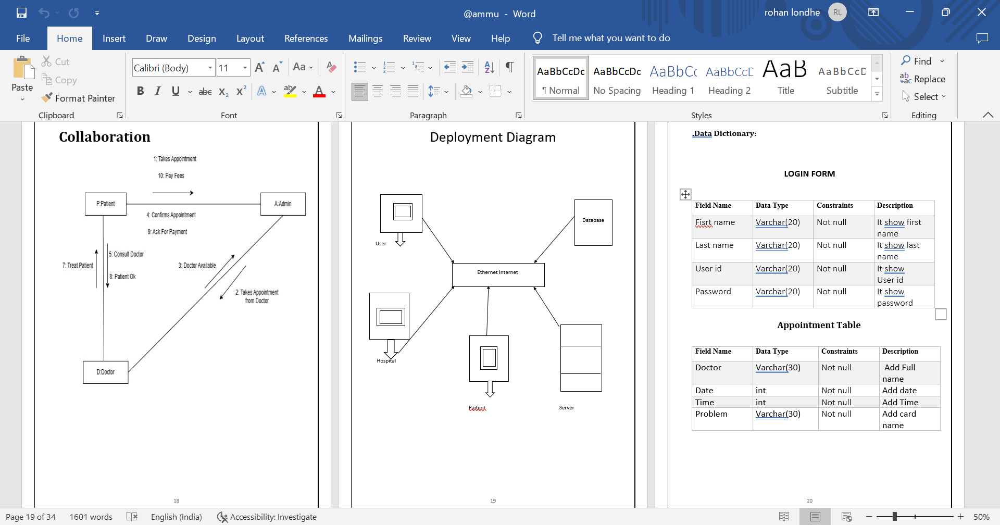 @ammu - Word
rohan londhe
RL
File
Home
Insert
Draw
Design
Layout
References
Mailings
Review
View
Help
Tell me what you want to do
Paste
Cut
Copy
Format Painter
Clipboard
Calibri (Body)
11
Font
Paragraph
AaBbCcDc
¶ Normal
AaBbCcDc
No Spacing
AaBbCc
Heading 1
AaBbCcE
Heading 2
AaB
Title
AaBbCcD
Subtitle
Styles
Find
Replace
Select
Editing
Collaboration
1: Takes Appointment
10: Pay Fees
P:Patient
A:Admin
4: Confirms Appointment
9: Ask For Payment
5: Consult Doctor
7: Treat Patient
3: Doctor Available
8: Patient Ok
2: Takes Appointment
from Doctor
D:Doctor
18
Deployment Diagram
Database
User
Ethernet Internet
Hospital
Paitent
Server
19
.Data Dictionary:
LOGIN FORM
Field Name Data Type Constraints Description
Fisrt name Varchar(20) Not null It show first
name
Last name Varchar(20) Not null It show last
name
User id Varchar(20) Not null It show
User id
Password Varchar(20) Not null It show
password
Appointment Table
Field Name Data Type Constraints Description
Doctor Varchar(30) Not null Add Full
name
Date int Not null Add date
Time int Not null Add Time
Problem Varchar(30) Not null Add card
name
20
Page 19 of 34
1601 words
English (India)
Accessibility: Investigate
50%